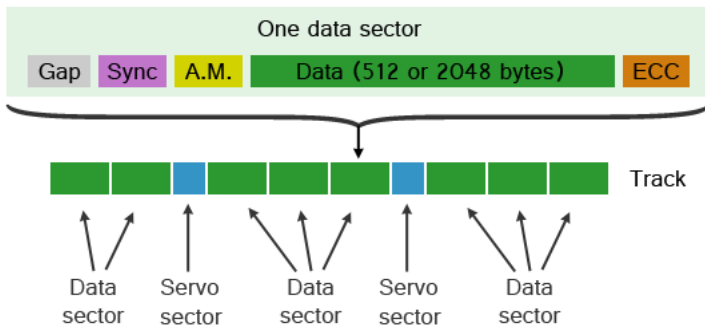 One data sector
Gap Sync A.M. Data (512 or 2048 bytes) ECC
Track
Data sector
Servo sector
Data sector
Servo sector
Data sector